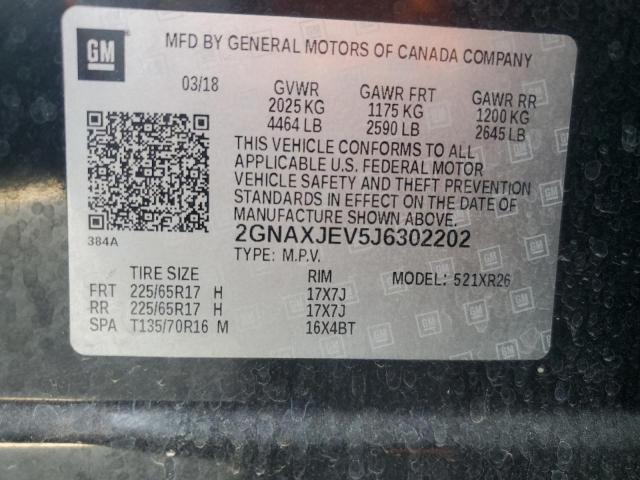 GM
MFD BY GENERAL MOTORS OF CANADA COMPANY
03/18 GVWR GAWR FRT GAWR RR
2025 KG 1175 KG 1200 KG
4464 LB 2590 LB 2645 LB
THIS VEHICLE CONFORMS TO ALL
APPLICABLE U.S. FEDERAL MOTOR
VEHICLE SAFETY AND THEFT PREVENTION
STANDARDS IN EFFECT ON THE DATE
OF MANUFACTURE SHOWN ABOVE.
384A
2GNAXJEV5J6302202
TYPE: M.P.V.
TIRE SIZE RIM MODEL: 521XR26
FRT 225/65R17 H 17X7J
RR 225/65R17 H 17X7J
SPA T135/70R16 M 16X4BT